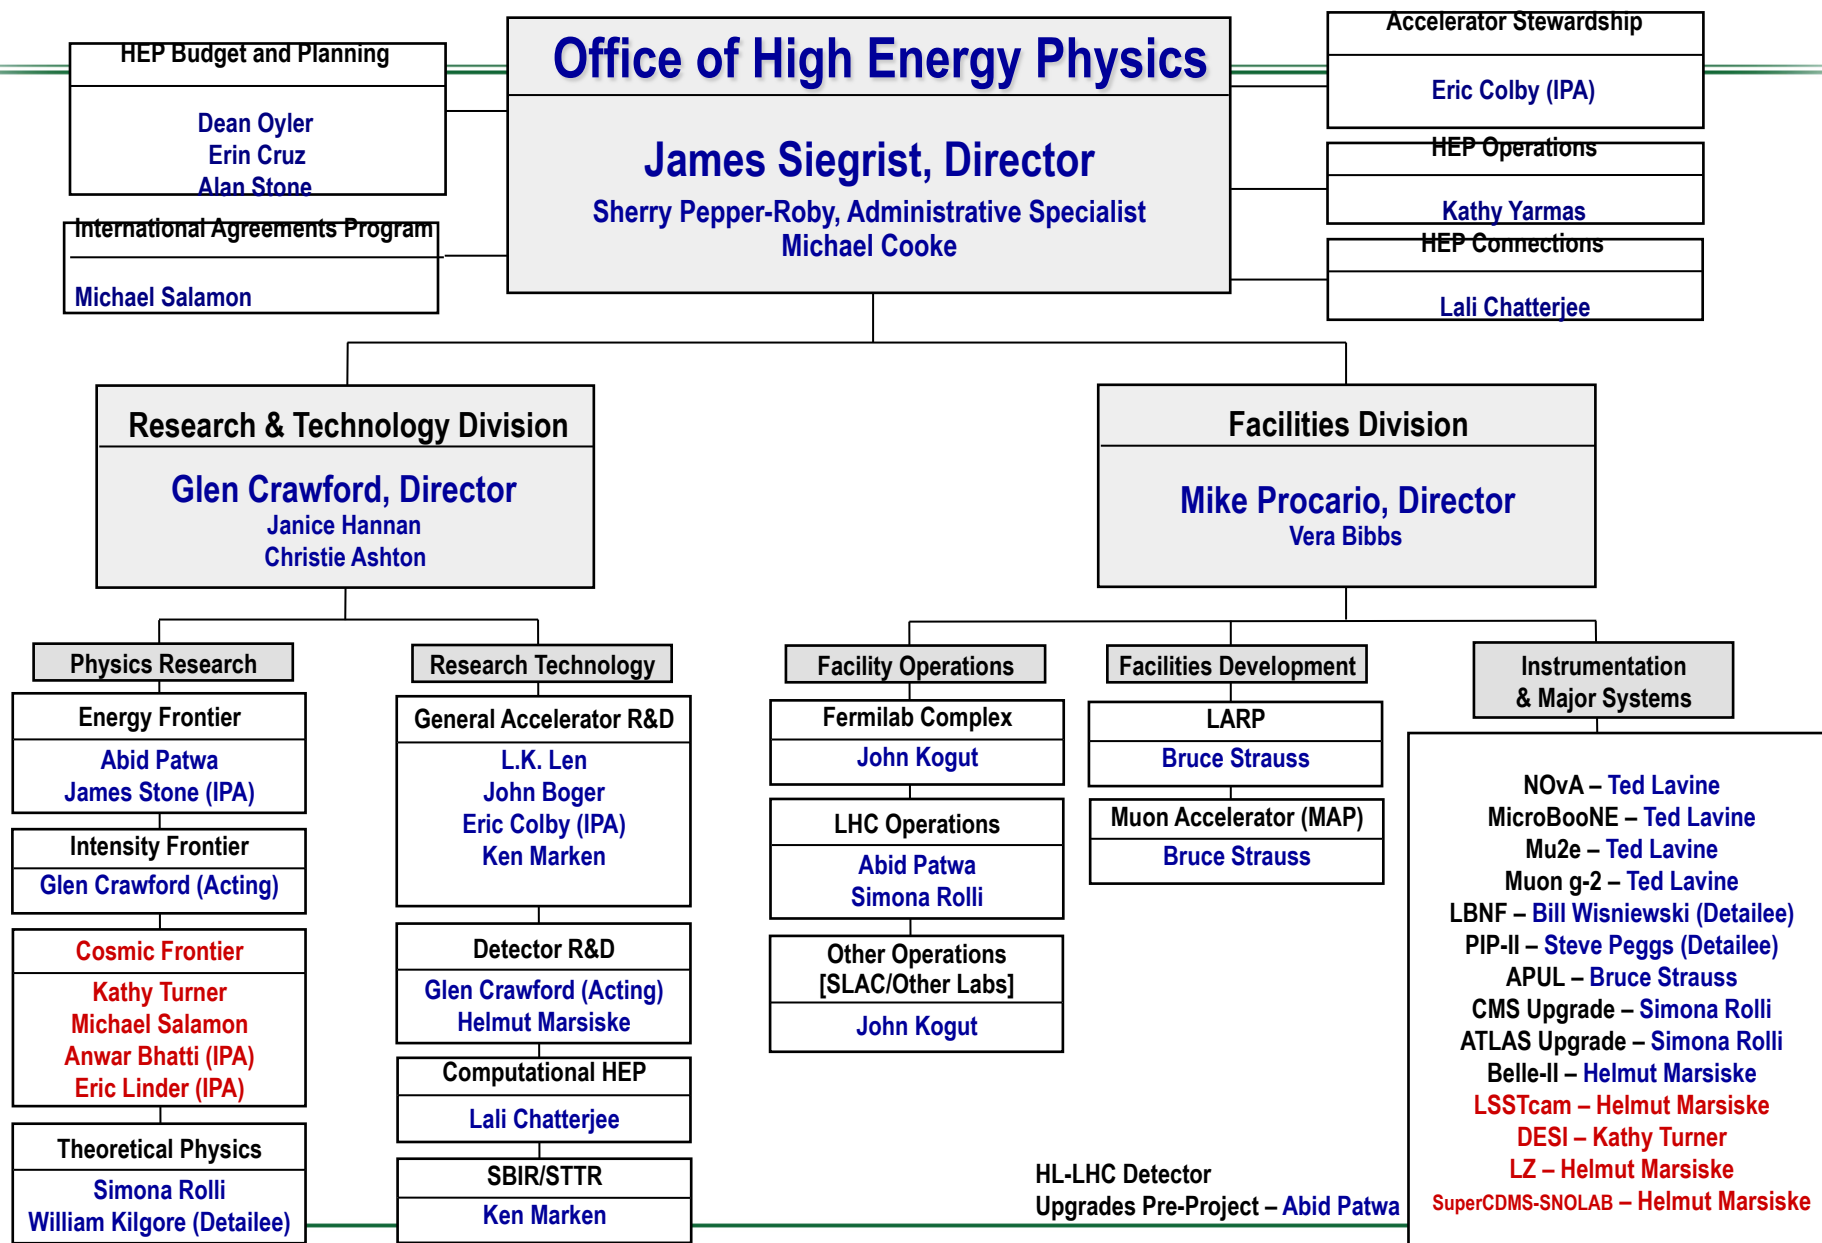 Office of High Energy Physics
James Siegrist, Director
Sherry Pepper-Roby, Administrative Specialist
Michael Cooke
HEP Budget and Planning
Dean Oyler
Erin Cruz
Alan Stone
International Agreements Program
Michael Salamon
Accelerator Stewardship
Eric Colby (IPA)
HEP Operations
Kathy Yarmas
HEP Connections
Lali Chatterjee
Research & Technology Division
Glen Crawford, Director
Janice Hannan
Christie Ashton
Facilities Division
Mike Procario, Director
Vera Bibbs
Physics Research
Energy Frontier
Abid Patwa
James Stone (IPA)
Intensity Frontier
Glen Crawford (Acting)
Cosmic Frontier
Kathy Turner
Michael Salamon
Anwar Bhatti (IPA)
Eric Linder (IPA)
Theoretical Physics
Simona Rolli
William Kilgore (Detailee)
Research Technology
General Accelerator R&D
L.K. Len
John Boger
Eric Colby (IPA)
Ken Marken
Detector R&D
Glen Crawford (Acting)
Helmut Marsiske
Computational HEP
Lali Chatterjee
SBIR/STTR
Ken Marken
Facility Operations
Fermilab Complex
John Kogut
LHC Operations
Abid Patwa
Simona Rolli
Other Operations
[SLAC/Other Labs]
John Kogut
Facilities Development
LARP
Bruce Strauss
Muon Accelerator (MAP)
Bruce Strauss
Instrumentation
& Major Systems
NOvA – Ted Lavine
MicroBooNE – Ted Lavine
Mu2e – Ted Lavine
Muon g-2 – Ted Lavine
LBNF – Bill Wisniewski (Detailee)
PIP-II – Steve Peggs (Detailee)
APUL – Bruce Strauss
CMS Upgrade – Simona Rolli
ATLAS Upgrade – Simona Rolli
Belle-II – Helmut Marsiske
LSSTcam – Helmut Marsiske
DESI – Kathy Turner
LZ – Helmut Marsiske
SuperCDMS-SNOLAB – Helmut Marsiske
HL-LHC Detector
Upgrades Pre-Project – Abid Patwa